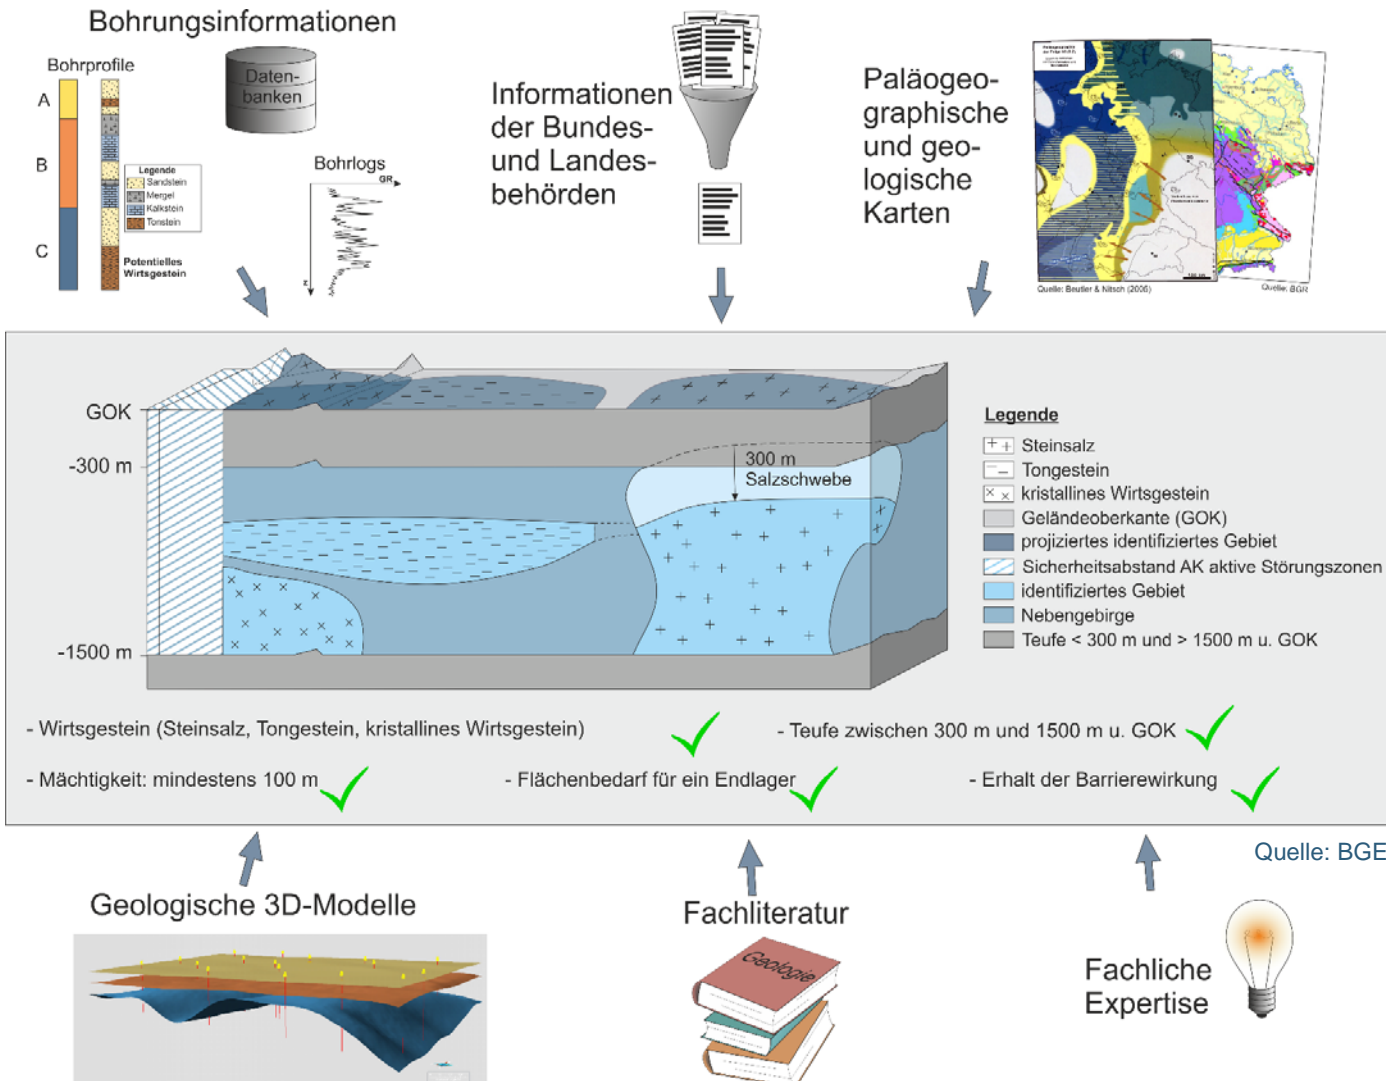 Bohrungsinformationen
Bohrprofile
A
B
C
Daten-
banken
Legende
Sandstein
Mergel
Kalkstein
Tonstein
Potentielles
Wirtsgestein
Bohrlogs
GR
z
Informationen
der Bundes-
und Landes-
behörden
Paläogeo-
graphische
und geo-
logische
Karten
Quelle: Beutler & Nitsch (2005)
Quelle: BGR
GOK
-300 m
-1500 m
300 m
Salzschwebe
Legende
Steinsalz
Tongestein
kristallines Wirtsgestein
Geländeoberkante (GOK)
projiziertes identifiziertes Gebiet
Sicherheitsabstand AK aktive Störungszonen
identifiziertes Gebiet
Nebengebirge
Teufe < 300 m und > 1500 m u. GOK
- Wirtsgestein (Steinsalz, Tongestein, kristallines Wirtsgestein)
- Teufe zwischen 300 m und 1500 m u. GOK
- Mächtigkeit: mindestens 100 m
- Flächenbedarf für ein Endlager
- Erhalt der Barrierewirkung
Quelle: BGE
Geologische 3D-Modelle
Fachliteratur
Geologie
Fachliche
Expertise